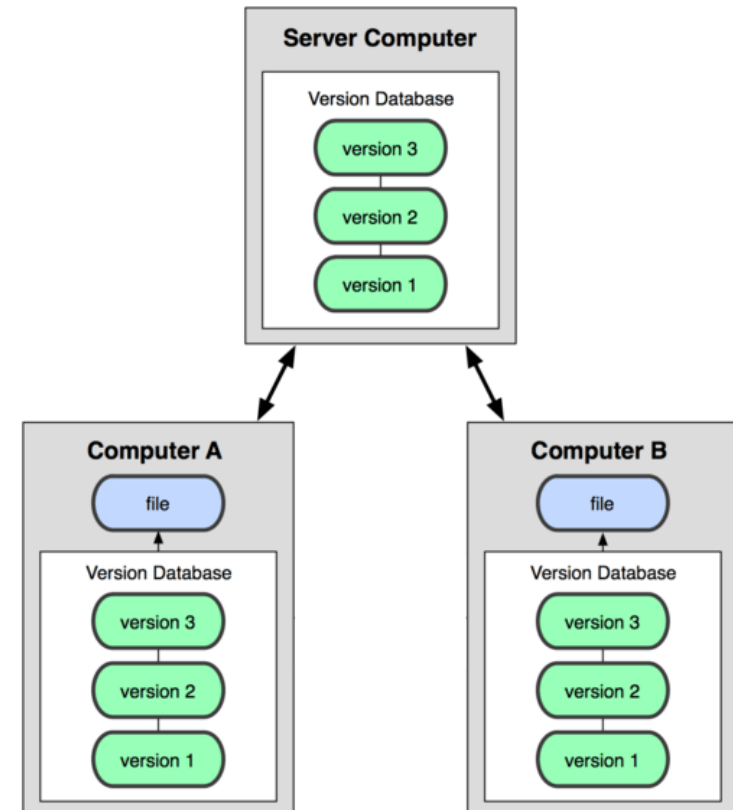 Server Computer
Version Database
version 3
version 2
version 1
Computer A
file
Version Database
version 3
version 2
version 1
Computer B
file
Version Database
version 3
version 2
version 1